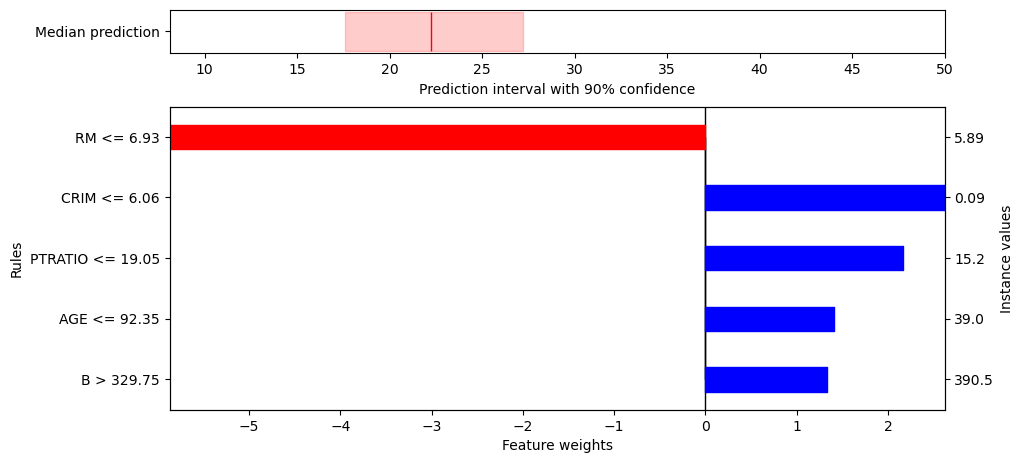 Median prediction
10 15 20 25 30 35 40 45 50
Prediction interval with 90% confidence
RM <= 6.93 5.89
CRIM <= 6.06 0.09
PTRATIO <= 19.05 15.2
AGE <= 92.35 39.0
B > 329.75 390.5
Rules
Instance values
−5 −4 −3 −2 −1 0 1 2
Feature weights